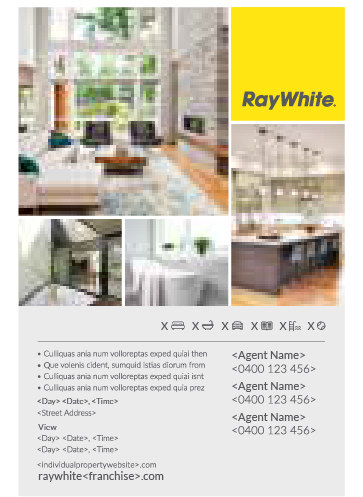 RayWhite.
X X X X X X
• Culliquas ania num volloreptas exped quiai then
• Que volenis cident, sumquid istias diorum from
• Culliquas ania num volloreptas exped quiai isnt
• Culliquas ania num volloreptas exped quia prez
<Day> <Date>, <Time>
<Street Address>
View
<Day> <Date>, <Time>
<Day> <Date>, <Time>
<individualpropertywebsite>.com
raywhite<franchise>.com
<Agent Name>
<0400 123 456>
<Agent Name>
<0400 123 456>
<Agent Name>
<0400 123 456>